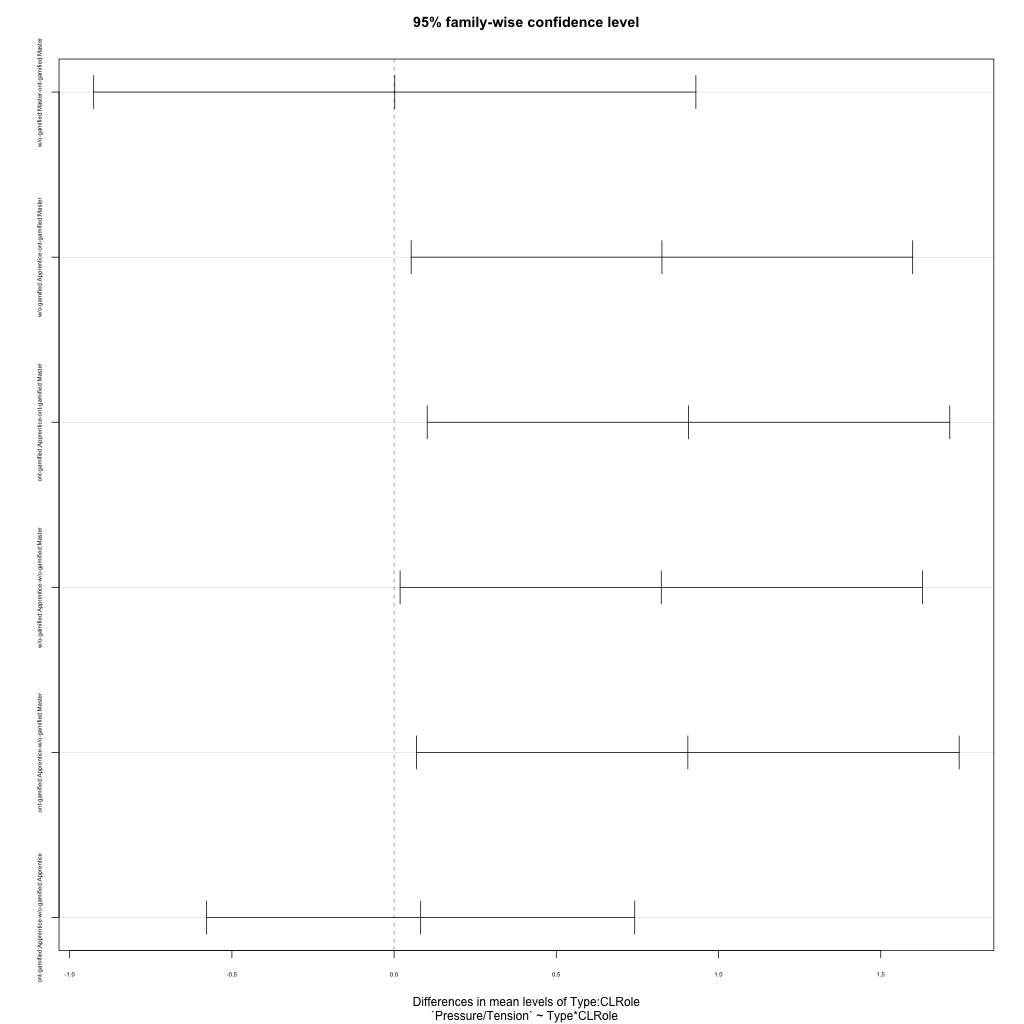 95% family-wise confidence level
w/o-gamified:Master-ont-gamified:Master
w/o-gamified:Apprentice-ont-gamified:Master
ont-gamified:Apprentice-ont-gamified:Master
w/o-gamified:Apprentice-w/o-gamified:Master
ont-gamified:Apprentice-w/o-gamified:Master
ont-gamified:Apprentice-w/o-gamified:Apprentice
-1.0 -0.5 0.0 0.5 1.0 1.5
Differences in mean levels of Type:CLRole
`Pressure/Tension` ~ Type*CLRole